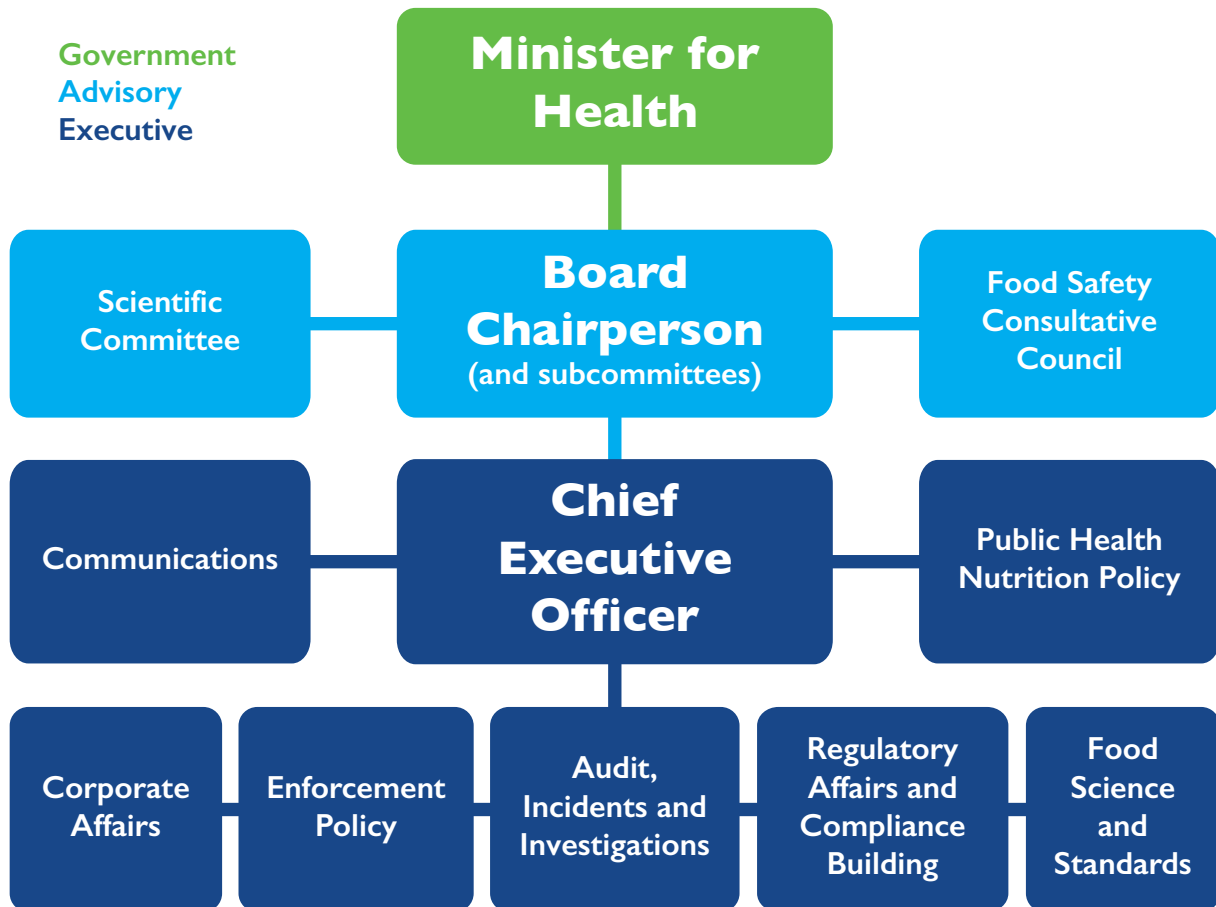 Government
Advisory
Executive
Minister for
Health
Scientific
Committee
Board
Chairperson
(and subcommittees)
Food Safety
Consultative
Council
Communications
Chief
Executive
Officer
Public Health
Nutrition Policy
Corporate
Affairs
Enforcement
Policy
Audit,
Incidents and
Investigations
Regulatory
Affairs and
Compliance
Building
Food
Science
and
Standards